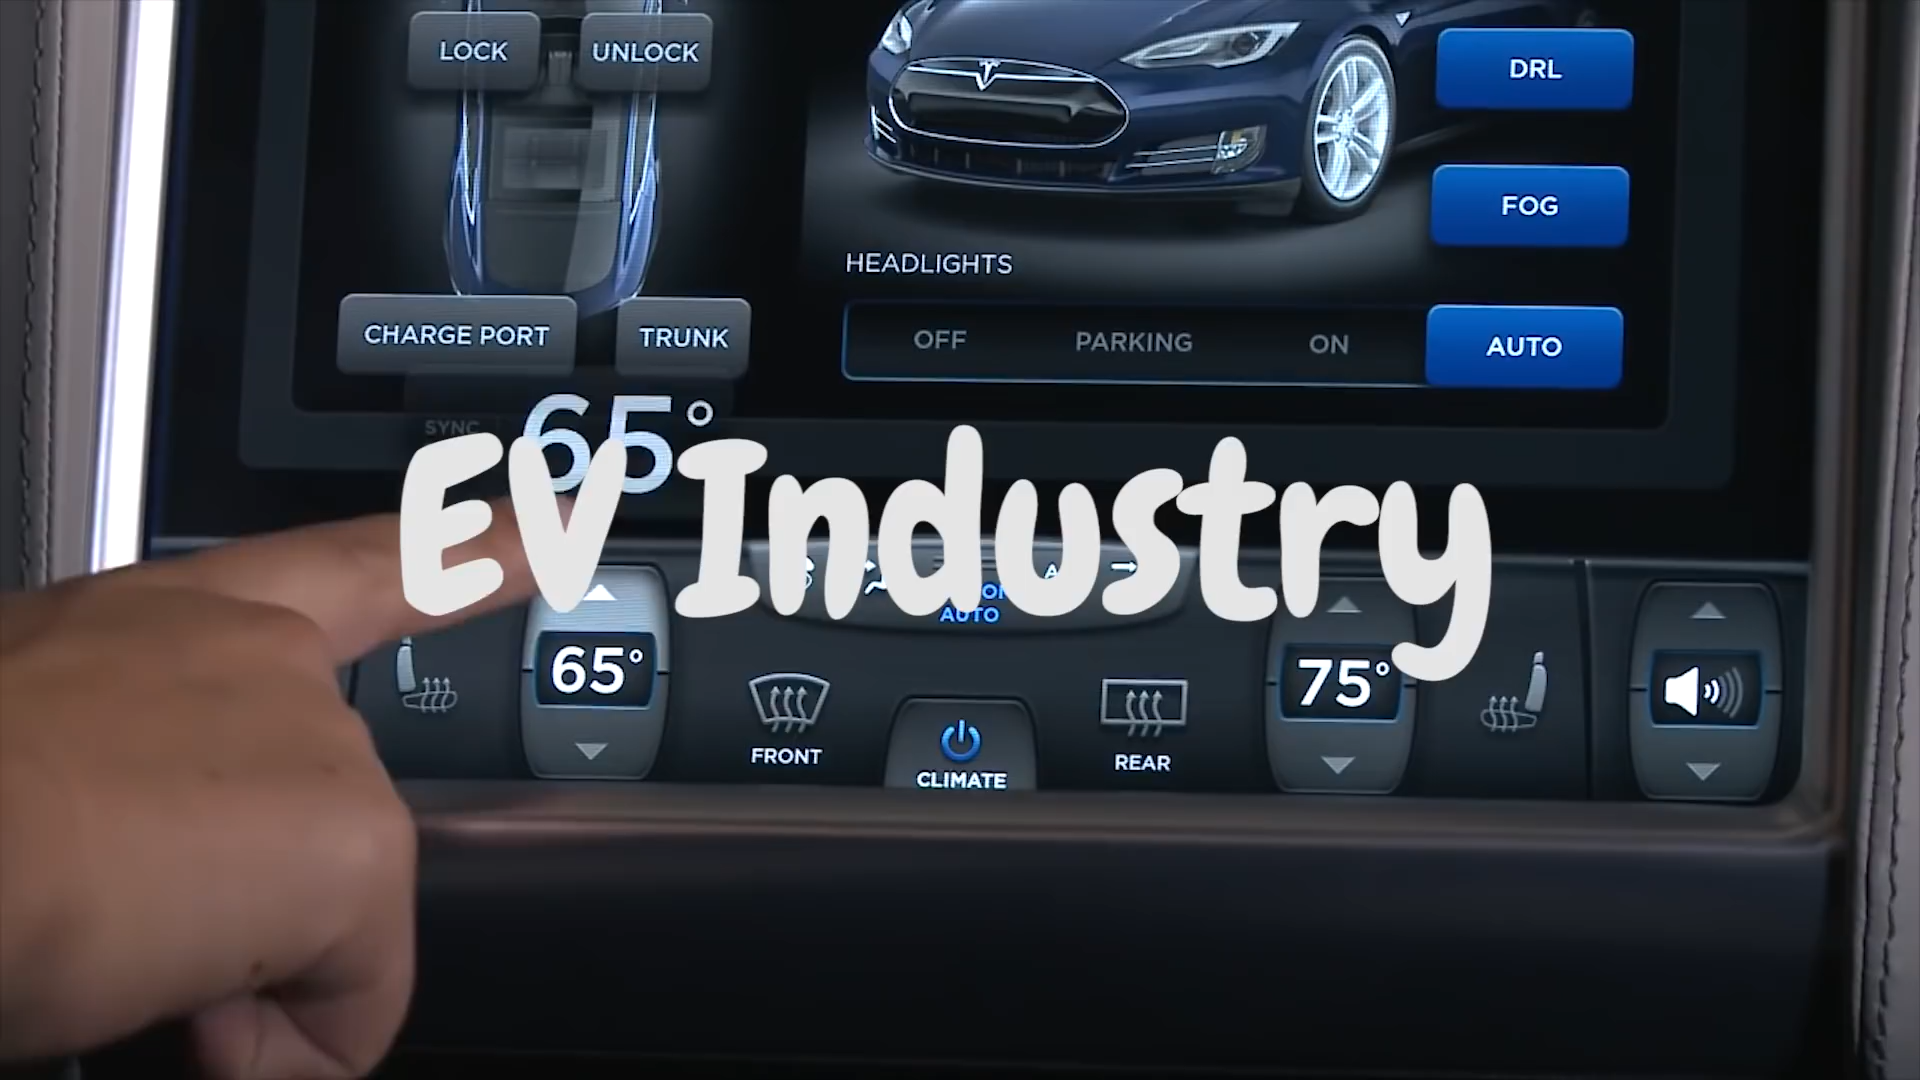 LOCK UNLOCK
DRL
FOG
HEADLIGHTS
CHARGE PORT TRUNK
OFF PARKING ON AUTO
SYNC
65°
EV Industry
AUTO
65°
75°
FRONT
REAR
CLIMATE